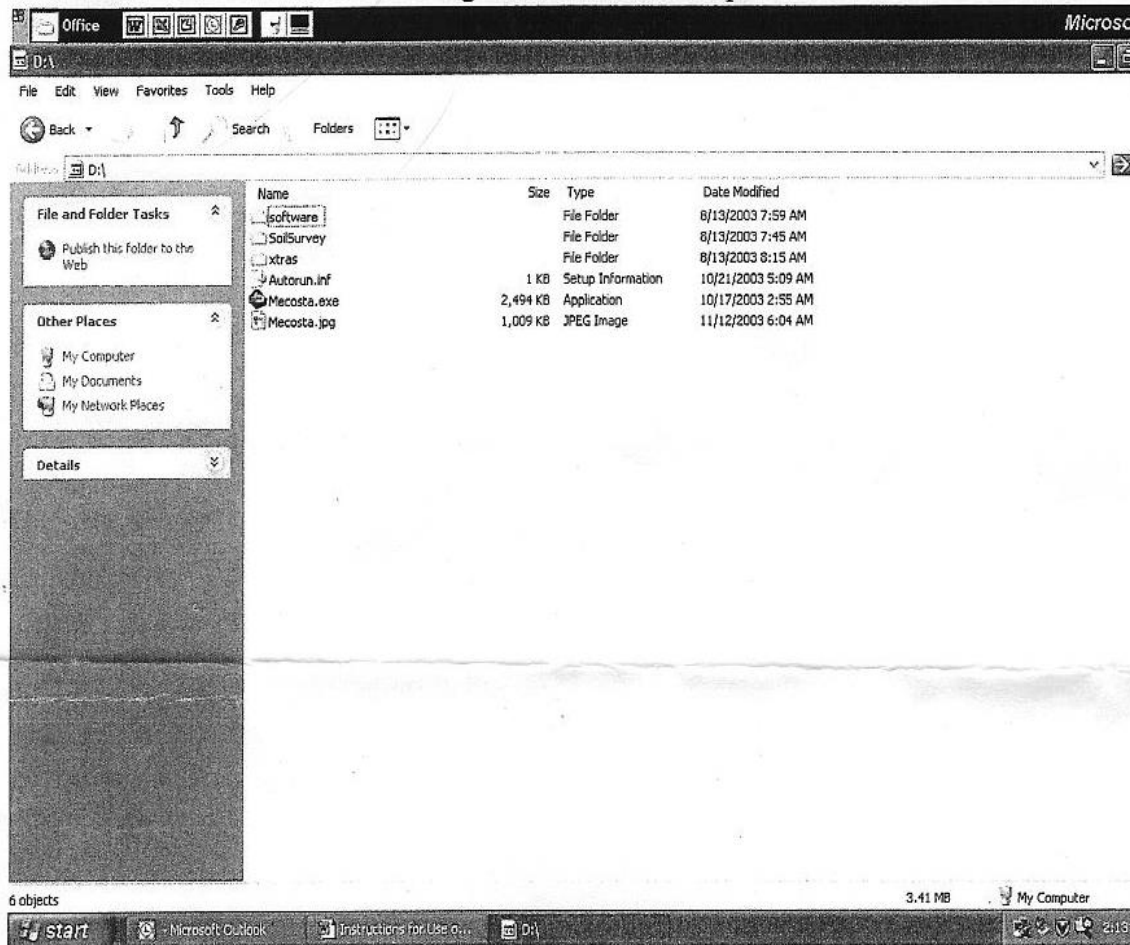 Office
Microso
D:\
File Edit View Favorites Tools Help
Back Search Folders
Address D:\
Name Size Type Date Modified
software File Folder 8/13/2003 7:59 AM
SoilSurvey File Folder 8/13/2003 7:45 AM
xtras File Folder 8/13/2003 8:15 AM
Autorun.inf 1 KB Setup Information 10/21/2003 5:09 AM
Mecosta.exe 2,494 KB Application 10/17/2003 2:55 AM
Mecosta.jpg 1,009 KB JPEG Image 11/12/2003 6:04 AM
File and Folder Tasks
Publish this folder to the
Web
Other Places
My Computer
My Documents
My Network Places
Details
6 objects 3.41 MB My Computer
start - Microsoft Outlook Instructions for Use o... D:\ 2:13